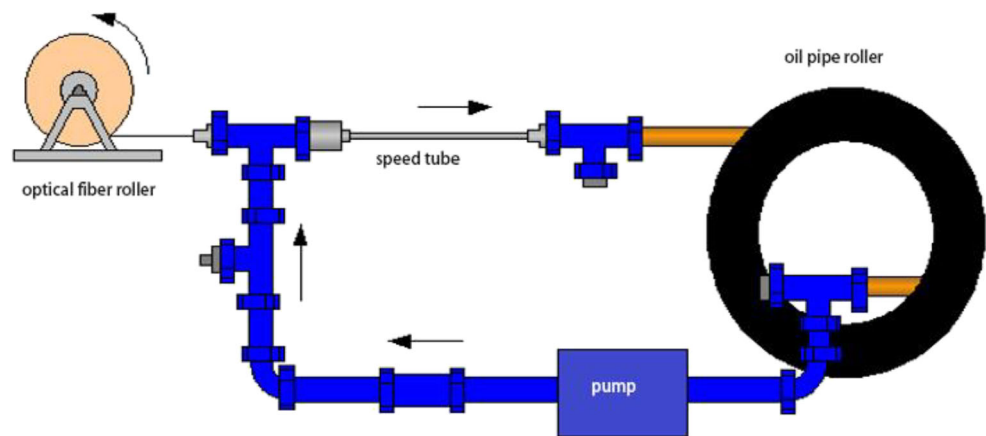 oil pipe roller
speed tube
optical fiber roller
pump